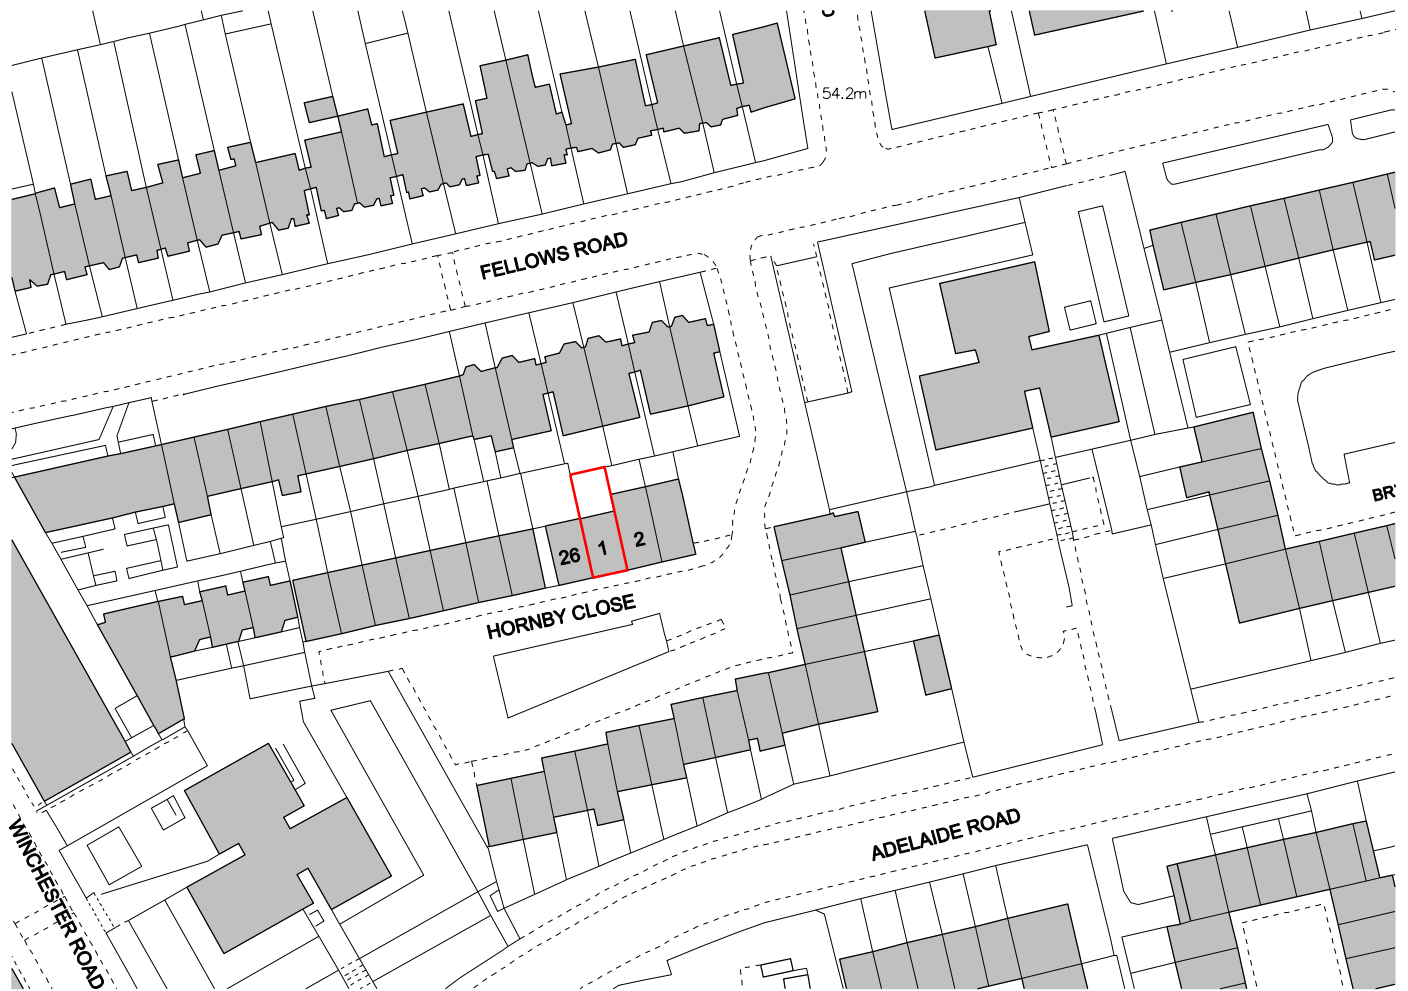 54.2m
FELLOWS ROAD
26
1
2
HORNBY CLOSE
ADELAIDE ROAD
WINCHESTER ROAD